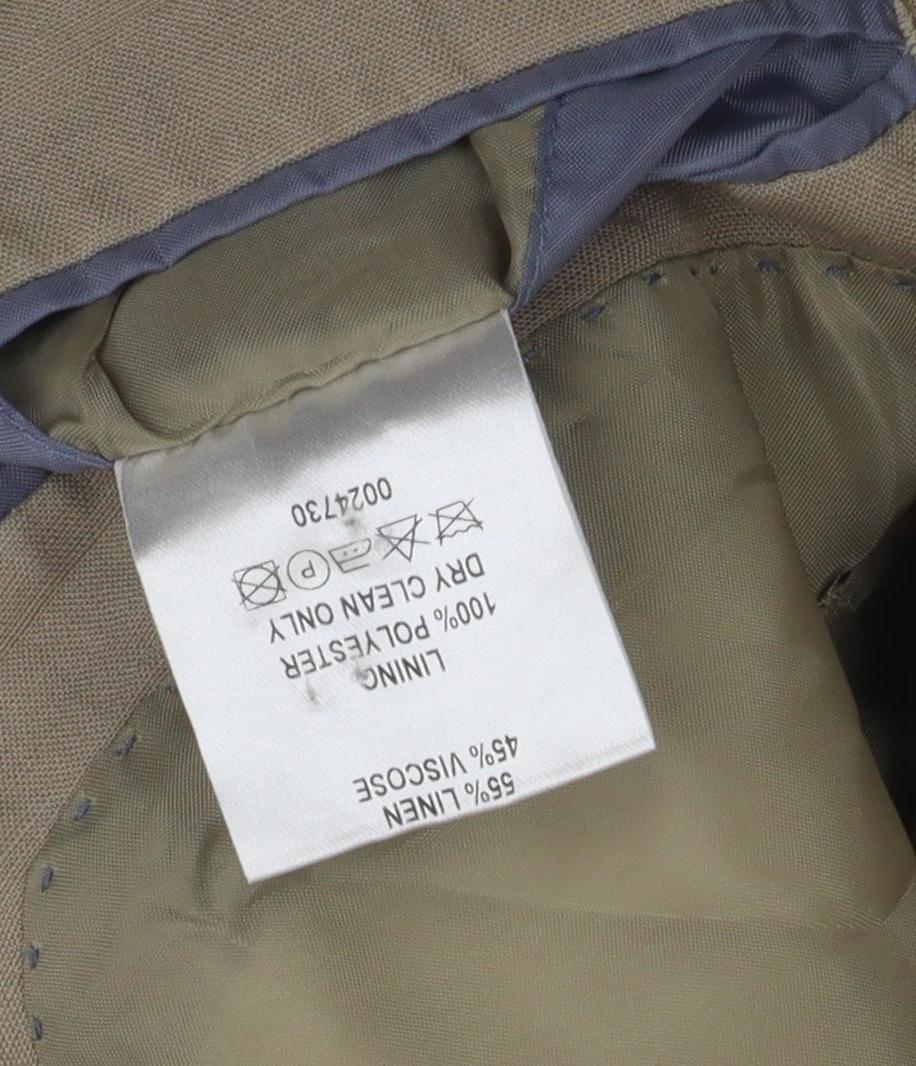 55% LINEN
45% VISCOSE
LINING
100% POLYESTER
DRY CLEAN ONLY
P
0024730